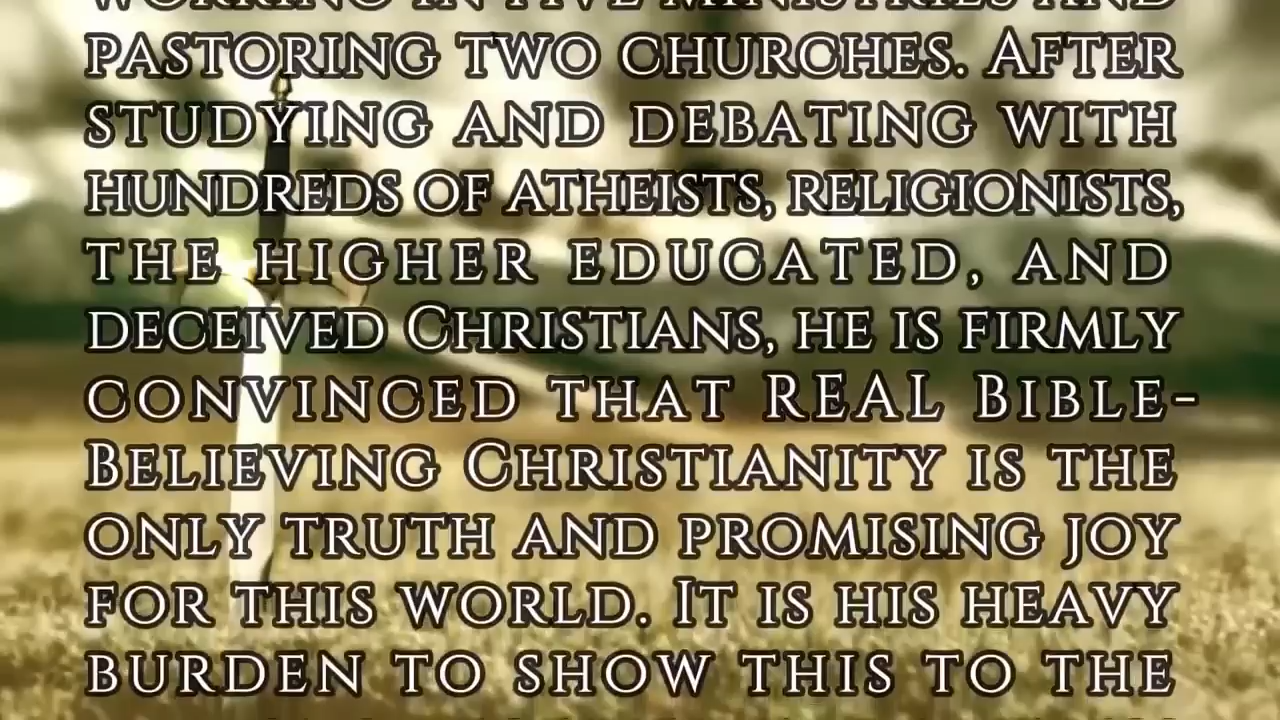 WORKING IN FIVE MINISTRIES AND
PASTORING TWO CHURCHES. AFTER
STUDYING AND DEBATING WITH
HUNDREDS OF ATHEISTS, RELIGIONISTS,
THE HIGHER EDUCATED, AND
DECEIVED CHRISTIANS, HE IS FIRMLY
CONVINCED THAT REAL BIBLE-
BELIEVING CHRISTIANITY IS THE
ONLY TRUTH AND PROMISING JOY
FOR THIS WORLD. IT IS HIS HEAVY
BURDEN TO SHOW THIS TO THE